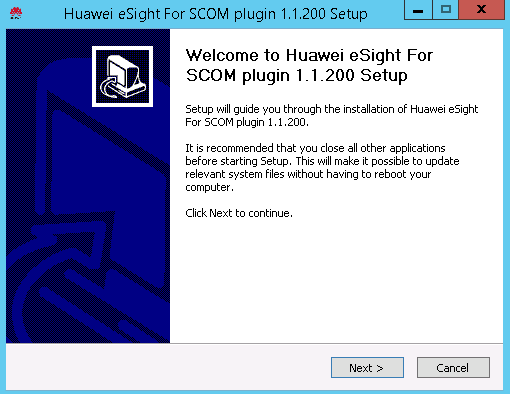 Huawei eSight For SCOM plugin 1.1.200 Setup
Welcome to Huawei eSight For
SCOM plugin 1.1.200 Setup
Setup will guide you through the installation of Huawei eSight
For SCOM plugin 1.1.200.
It is recommended that you close all other applications
before starting Setup. This will make it possible to update
relevant system files without having to reboot your
computer.
Click Next to continue.
Next >
Cancel